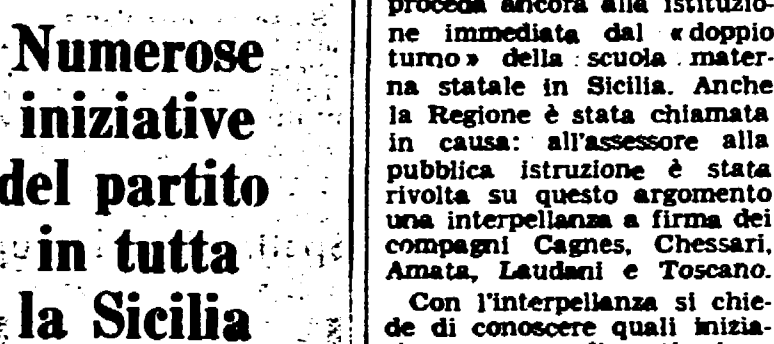 Numerose
iniziative
del partito
in tutta
la Sicilia
proceda ancora alla istituzio-
ne immediata dal «doppio
turno» della scuola mater-
na statale in Sicilia. Anche
la Regione è stata chiamata
in causa: all'assessore alla
pubblica istruzione è stata
rivolta su questo argomento
una interpellanza a firma dei
compagni Cagnes, Chessari,
Amata, Laudani e Toscano.
Con l'interpellanza si chie-
de di conoscere quali inizia-